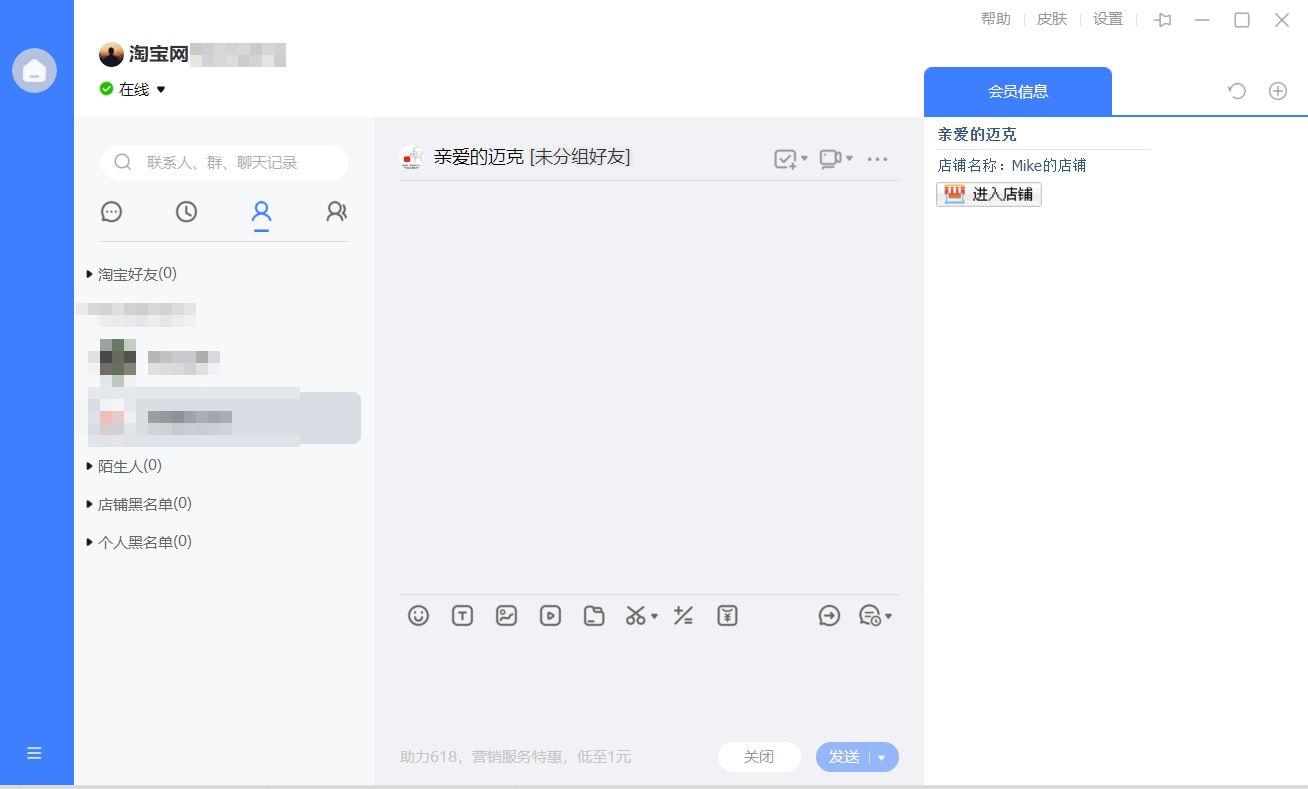 帮助 皮肤 设置
淘宝网
在线
会员信息
联系人、群、聊天记录
亲爱的迈克 [未分组好友]
亲爱的迈克
店铺名称：Mike的店铺
进入店铺
淘宝好友(0)
陌生人(0)
店铺黑名单(0)
个人黑名单(0)
助力618，营销服务特惠，低至1元
关闭
发送